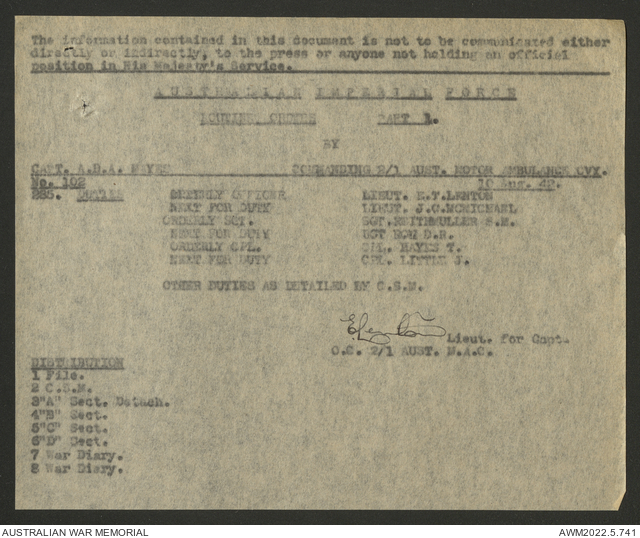 The information contained in this document is not to be communicated either
directly or indirectly, to the press or anyone not holding an official
position in His Majesty's Service.
AUSTRALIAN IMPERIAL FORCE
ROUTINE ORDERS PART 1.
BY
CAPT. A.B.A. COMMANDING 2/1 AUST. MOTOR AMBULANCE CVY.
No. 102 10 Aug. 42.
285. DUTIES ORDERLY OFFICER LIEUT. E.T.LENTON
NEXT FOR DUTY LIEUT. J.C.MCMICHAEL
ORDERLY SGT. SGT.REITHMULLER S.M.
NEXT FOR DUTY SGT D.R.
ORDERLY CPL. CPL. HAYES T.
NEXT FOR DUTY CPL. LITTLE J.
OTHER DUTIES AS DETAILED BY C.S.M.
Lieut. for Capt.
O.C. 2/1 AUST. M.A.C.
DISTRIBUTION
1 File.
2 C.S.M.
3"A" Sect. Detach.
4"B" Sect.
5"C" Sect.
6"D" Sect.
7 War Diary.
8 War Diary.
AUSTRALIAN WAR MEMORIAL AWM2022.5.741